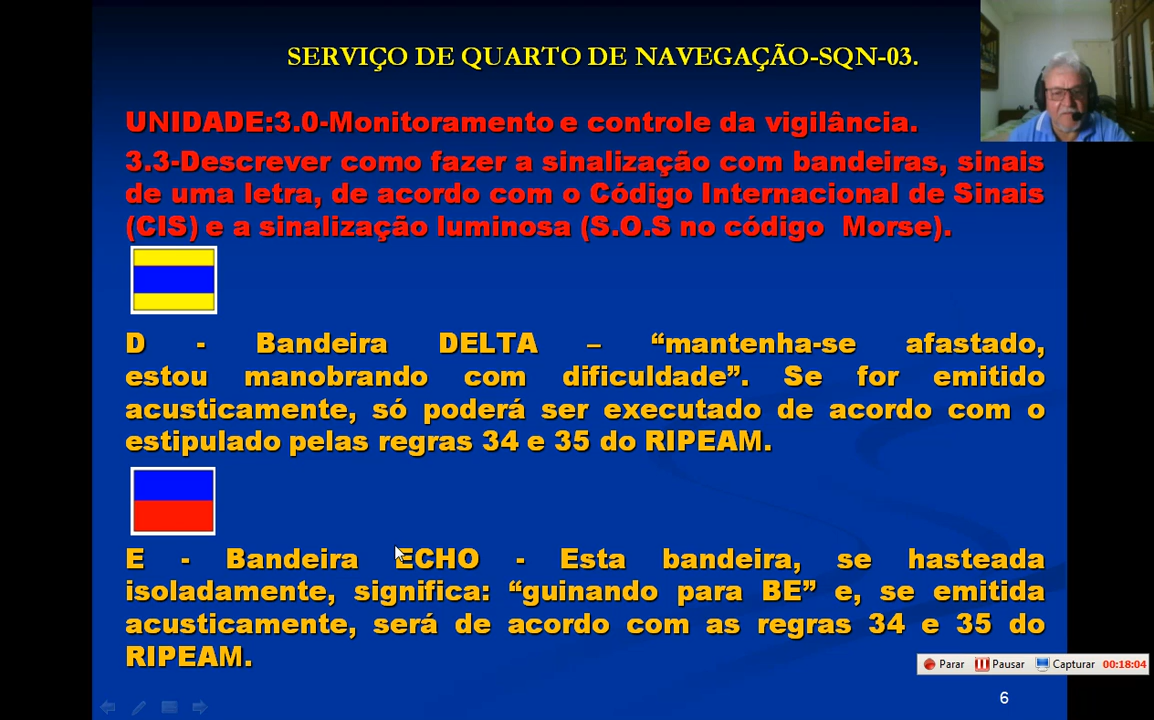 SERVIÇO DE QUARTO DE NAVEGAÇÃO-SQN-03.
UNIDADE:3.0-Monitoramento e controle da vigilância.
3.3-Descrever como fazer a sinalização com bandeiras, sinais
de uma letra, de acordo com o Código Internacional de Sinais
(CIS) e a sinalização luminosa (S.O.S no código Morse).
D - Bandeira DELTA – “mantenha-se afastado,
estou manobrando com dificuldade”. Se for emitido
acusticamente, só poderá ser executado de acordo com o
estipulado pelas regras 34 e 35 do RIPEAM.
E - Bandeira ECHO - Esta bandeira, se hasteada
isoladamente, significa: “guinando para BE” e, se emitida
acusticamente, será de acordo com as regras 34 e 35 do
RIPEAM.
Parar Pausar Capturar 00:18:04
6